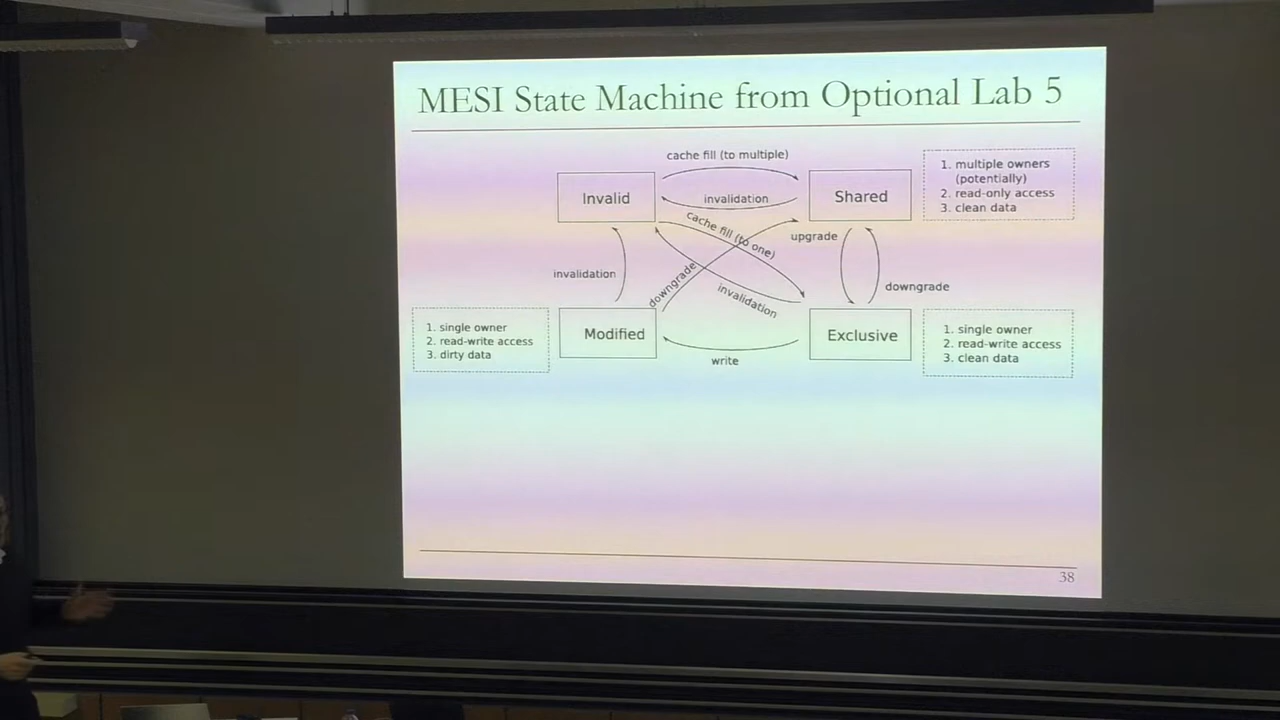 MESI State Machine from Optional Lab 5
cache fill (to multiple)
Invalid
invalidation
Shared
1. multiple owners
(potentially)
2. read-only access
3. clean data
cache fill (to one)
upgrade
downgrade
invalidation
downgrade
invalidation
1. single owner
2. read-write access
3. dirty data
Modified
write
Exclusive
1. single owner
2. read-write access
3. clean data
38